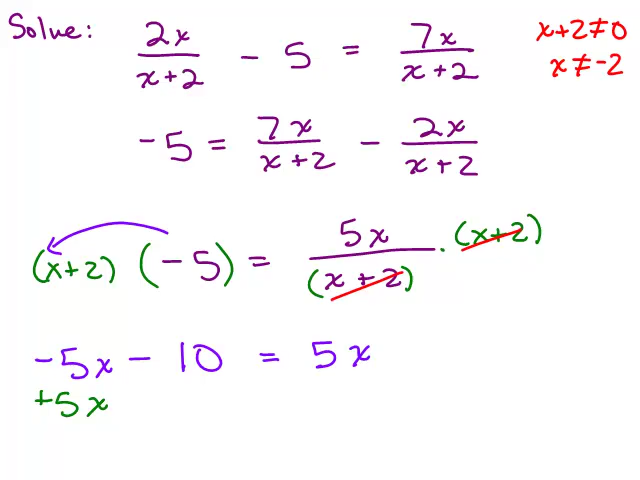 Solve: 2x/(x+2) - 5 = 7x/(x+2) x+2≠0
x≠-2
-5 = 7x/(x+2) - 2x/(x+2)
(x+2) (-5) = 5x/(x+2) · (x+2)
-5x - 10 = 5x
+5x